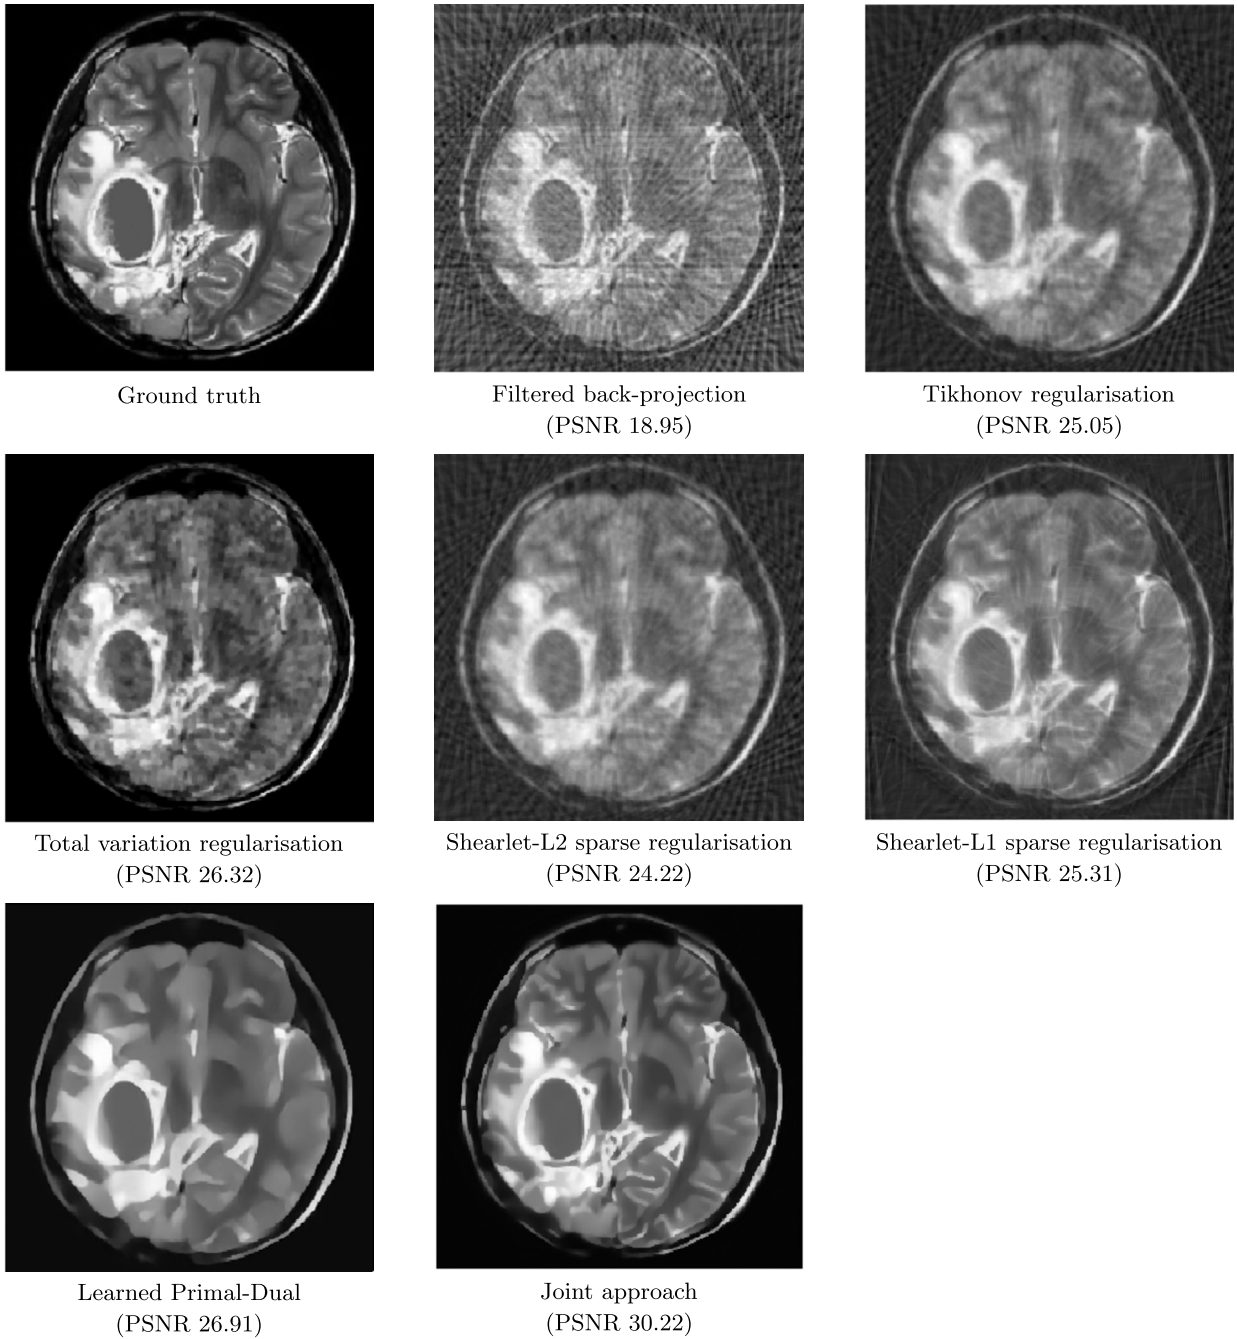 Ground truth
Filtered back-projection
(PSNR 18.95)
Tikhonov regularisation
(PSNR 25.05)
Total variation regularisation
(PSNR 26.32)
Shearlet-L2 sparse regularisation
(PSNR 24.22)
Shearlet-L1 sparse regularisation
(PSNR 25.31)
Learned Primal-Dual
(PSNR 26.91)
Joint approach
(PSNR 30.22)